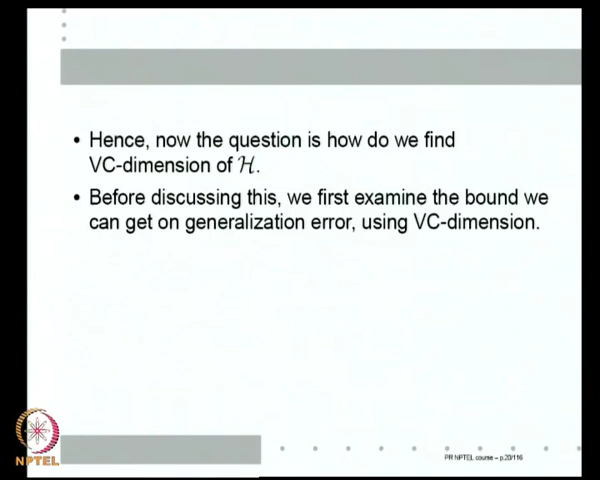 • Hence, now the question is how do we find
VC-dimension of ℋ.
• Before discussing this, we first examine the bound we
can get on generalization error, using VC-dimension.
NPTEL
PR NPTEL course – p.20/116